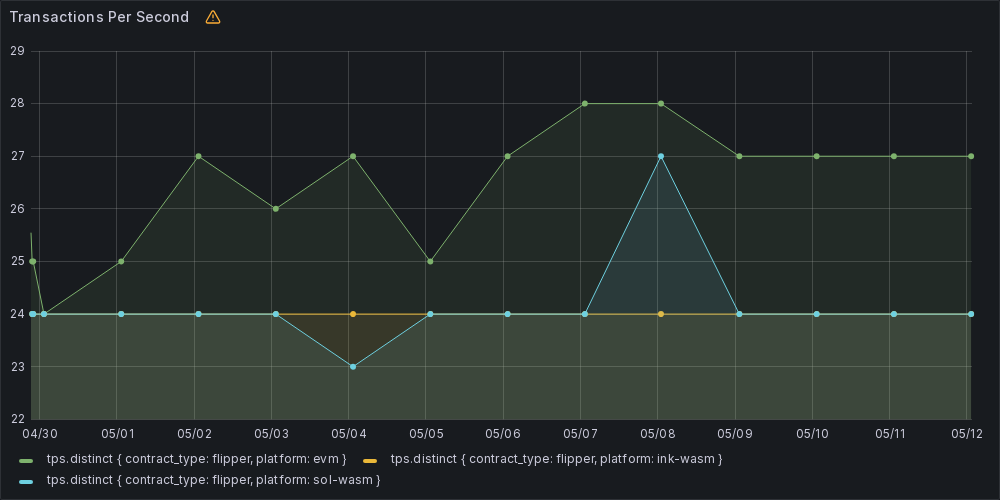 Transactions Per Second
29
28
27
26
25
24
23
22
04/30 05/01 05/02 05/03 05/04 05/05 05/06 05/07 05/08 05/09 05/10 05/11 05/12
tps.distinct { contract_type: flipper, platform: evm } tps.distinct { contract_type: flipper, platform: ink-wasm }
tps.distinct { contract_type: flipper, platform: sol-wasm }